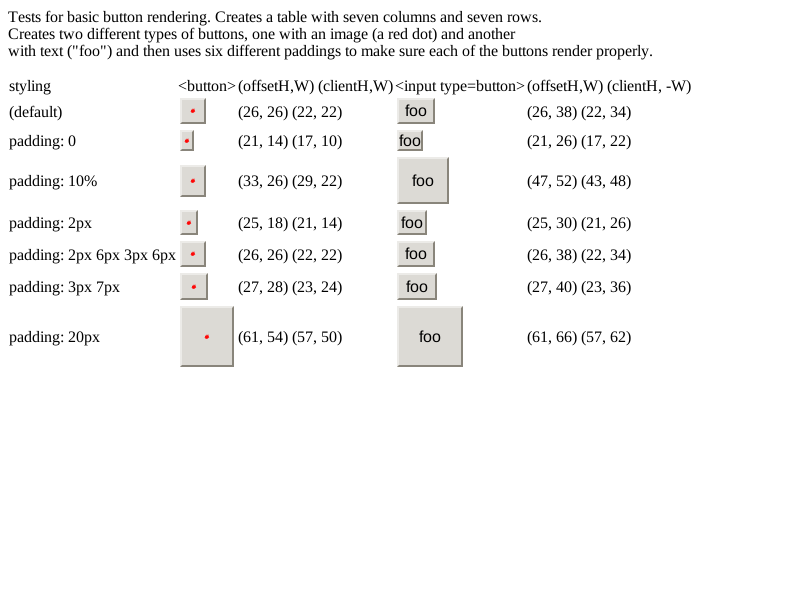 Tests for basic button rendering. Creates a table with seven columns and seven rows.
Creates two different types of buttons, one with an image (a red dot) and another
with text ("foo") and then uses six different paddings to make sure each of the buttons render properly.
styling <button> (offsetH,W) (clientH,W) <input type=button> (offsetH,W) (clientH, -W)
(default) (26, 26) (22, 22) foo (26, 38) (22, 34)
padding: 0 (21, 14) (17, 10) foo (21, 26) (17, 22)
padding: 10% (33, 26) (29, 22) foo (47, 52) (43, 48)
padding: 2px (25, 18) (21, 14) foo (25, 30) (21, 26)
padding: 2px 6px 3px 6px (26, 26) (22, 22) foo (26, 38) (22, 34)
padding: 3px 7px (27, 28) (23, 24) foo (27, 40) (23, 36)
padding: 20px (61, 54) (57, 50) foo (61, 66) (57, 62)